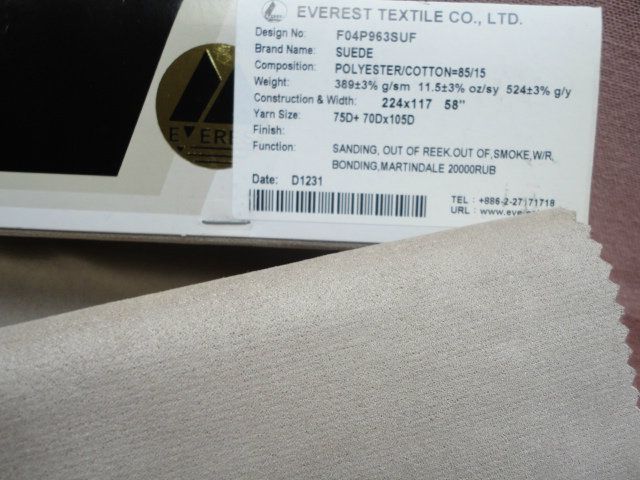 EVEREST TEXTILE CO., LTD.
Design No: F04P963SUF
Brand Name: SUEDE
Composition: POLYESTER/COTTON=85/15
Weight: 389±3% g/sm 11.5±3% oz/sy 524±3% g/y
Construction & Width: 224x117 58"
Yarn Size: 75D+ 70Dx105D
Finish:
Function: SANDING, OUT OF REEK.OUT OF,SMOKE,W/R,
BONDING,MARTINDALE 20000RUB
Date: D1231
TEL : +886-2-27171718
URL : www.eve
EVERE